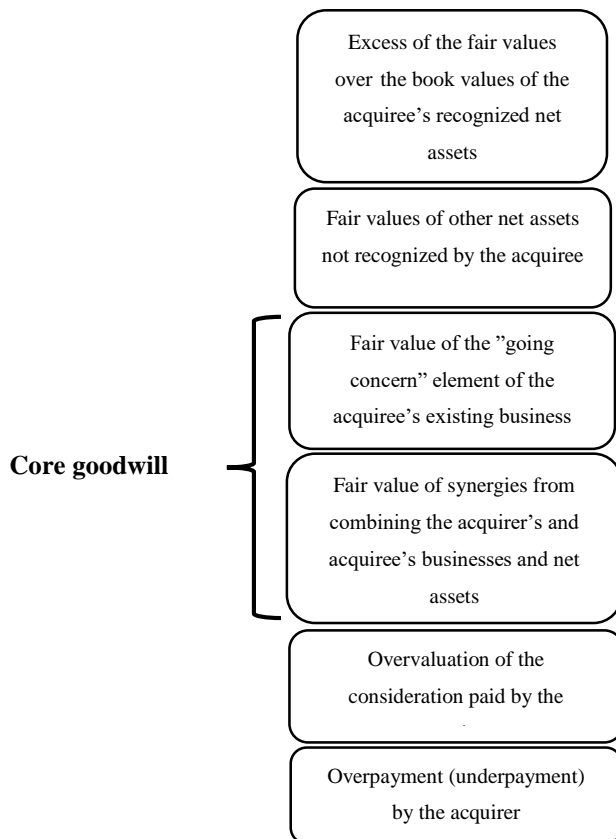 Excess of the fair values
over the book values of the
acquiree’s recognized net
assets
Fair values of other net assets
not recognized by the acquiree
Fair value of the ”going
concern” element of the
acquiree’s existing business
Core goodwill
Fair value of synergies from
combining the acquirer’s and
acquiree’s businesses and net
assets
Overvaluation of the
consideration paid by the
Overpayment (underpayment)
by the acquirer